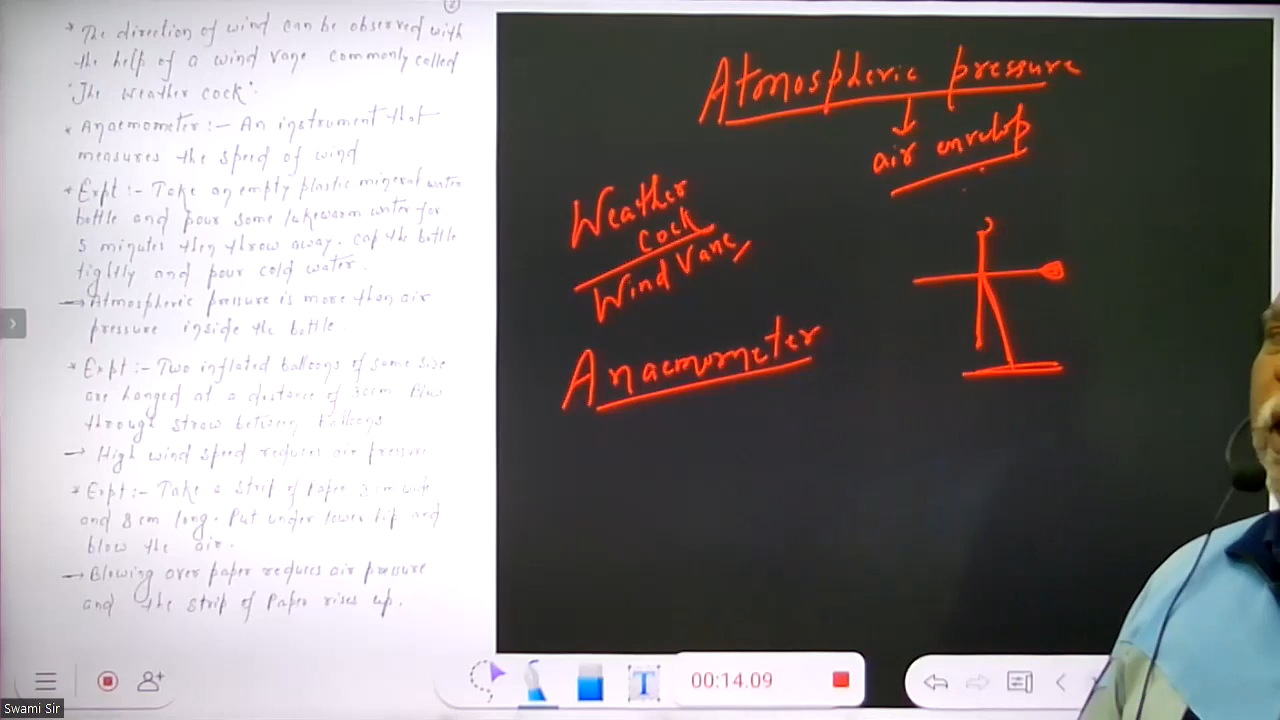 2
* The direction of wind can be observed with
the help of a wind vane commonly called
"The weather cock".
* Anaemometer :- An instrument that
measures the speed of wind
* Expt :- Take an empty plastic mineral water
bottle and pour some lukewarm water for
5 minutes then throw away. cap the bottle
tightly and pour cold water.
→ Atmospheric pressure is more than air
pressure inside the bottle.
* Expt :- Two inflated balloons of same size
are hanged at a distance of 30cm Blow
through straw between balloons
→ High wind speed reduces air pressure
* Expt :- Take a strip of paper 3cm wide
and 8cm long. Put under lower lip and
blow the air.
→ Blowing over paper reduces air pressure
and the strip of Paper rises up.
Atmospheric pressure
↓
air envelop
Weather
cock
Wind Vane
Anaemometer
T
00:14:09
Swami Sir